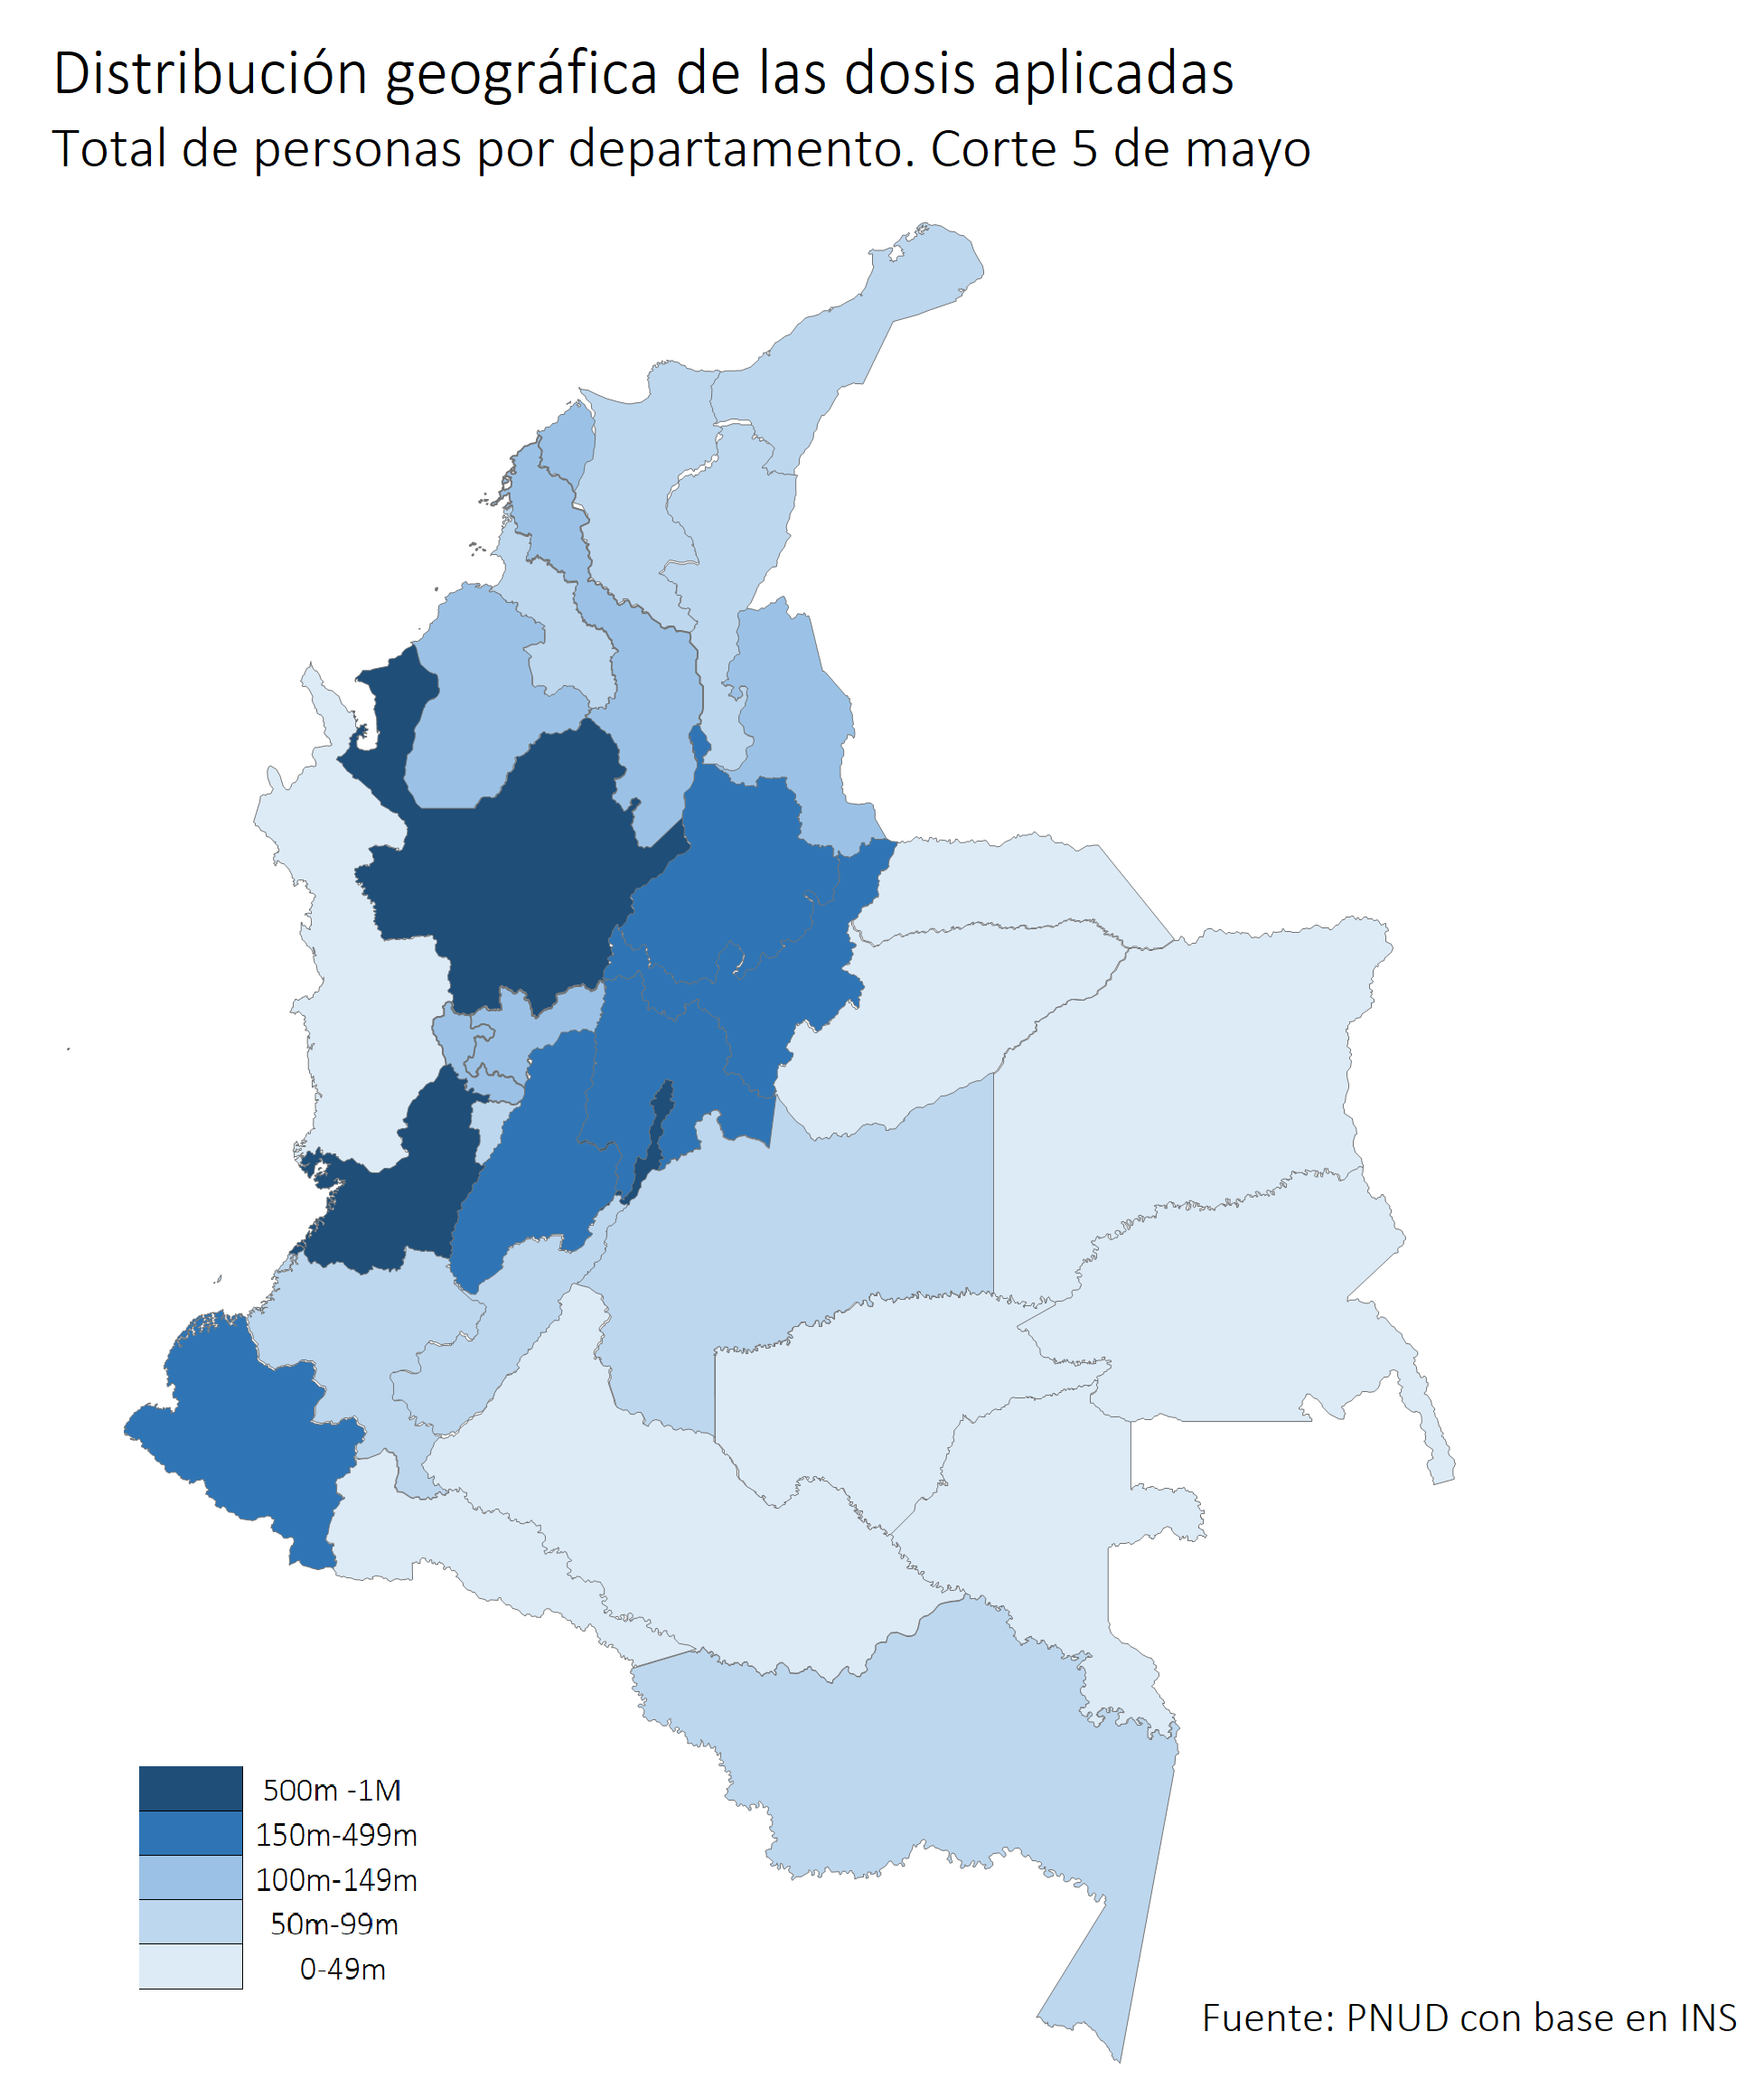 Distribución geográfica de las dosis aplicadas
Total de personas por departamento. Corte 5 de mayo
500m -1M
150m-499m
100m-149m
50m-99m
0-49m
Fuente: PNUD con base en INS